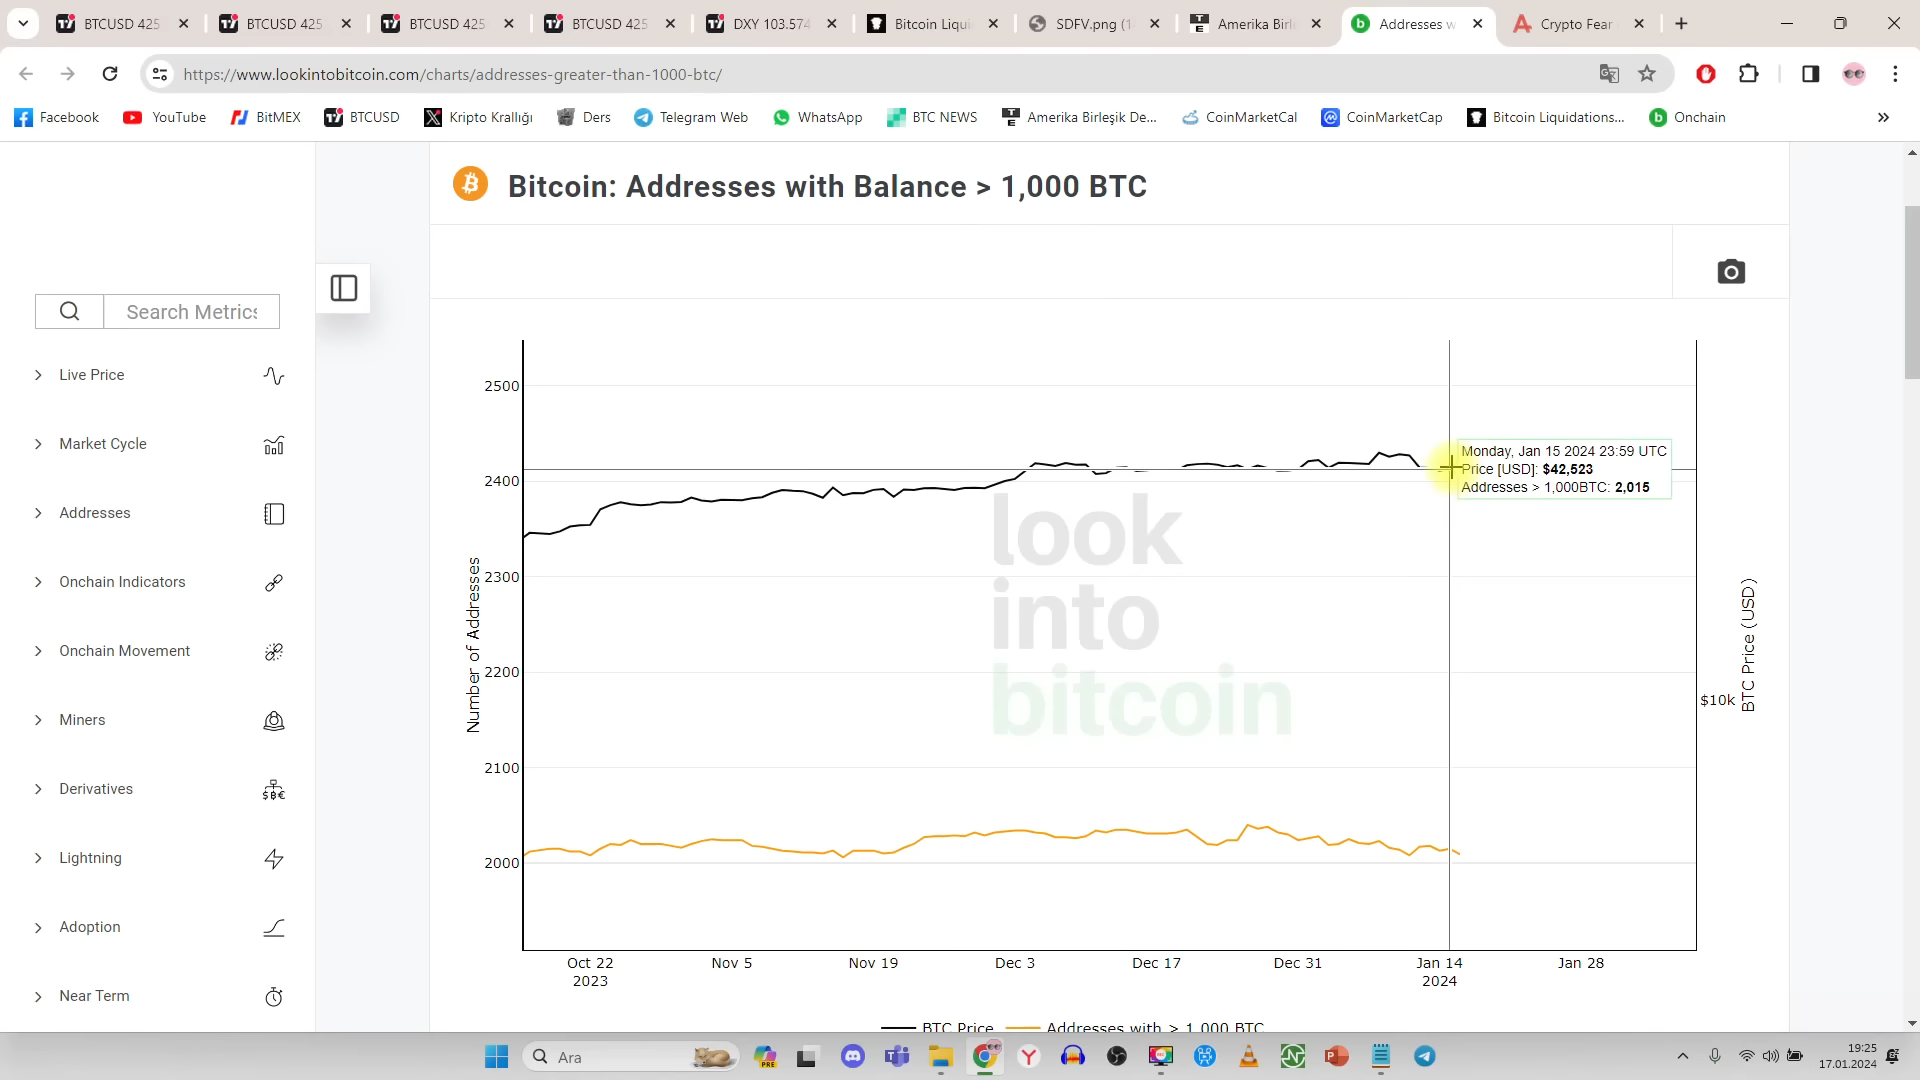 BTCUSD 425
BTCUSD 425
BTCUSD 425
BTCUSD 425
DXY 103.574
Bitcoin Liqui
SDFV.png (1
Amerika Birl
Addresses w
Crypto Fear
https://www.lookintobitcoin.com/charts/addresses-greater-than-1000-btc/
Facebook
YouTube
BitMEX
BTCUSD
Kripto Krallığı
Ders
Telegram Web
WhatsApp
BTC NEWS
Amerika Birleşik De...
CoinMarketCal
CoinMarketCap
Bitcoin Liquidations...
Onchain
Bitcoin: Addresses with Balance > 1,000 BTC
Search Metrics
Live Price
Market Cycle
Addresses
Onchain Indicators
Onchain Movement
Miners
Derivatives
Lightning
Adoption
Near Term
Number of Addresses
2500
2400
2300
2200
2100
2000
look
into
bitcoin
Monday, Jan 15 2024 23:59 UTC
Price [USD]: $42,523
Addresses > 1,000BTC: 2,015
$10k
BTC Price (USD)
Oct 22
2023
Nov 5
Nov 19
Dec 3
Dec 17
Dec 31
Jan 14
2024
Jan 28
BTC Price
Addresses with > 1,000 BTC
Ara
PRE
19:25
17.01.2024